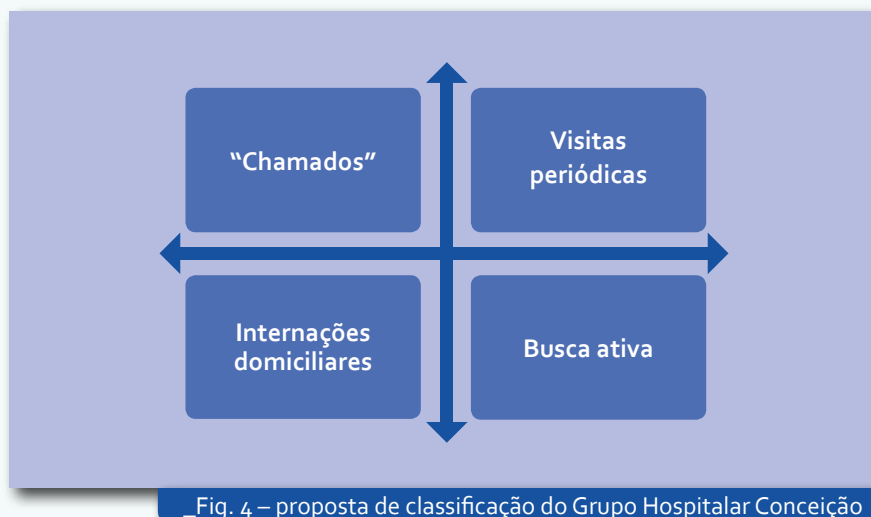 “Chamados”
Visitas
periódicas
Internações
domiciliares
Busca ativa
_Fig. 4 – proposta de classificação do Grupo Hospitalar Conceição